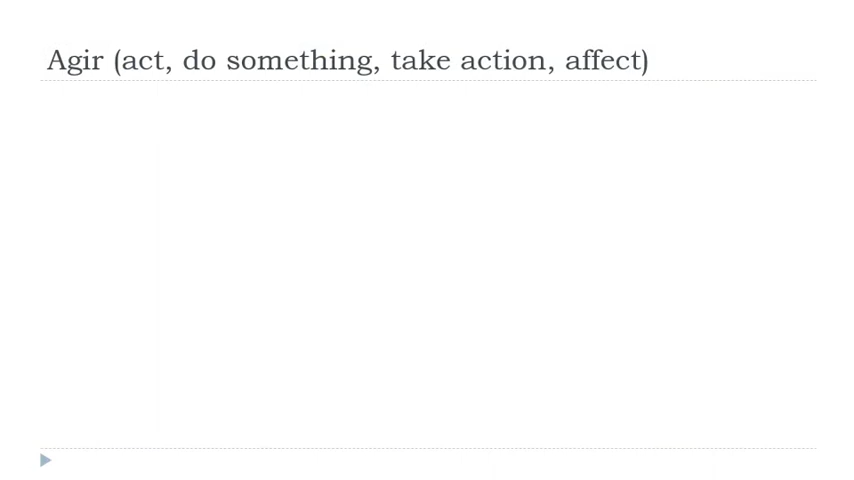 Agir (act, do something, take action, affect)